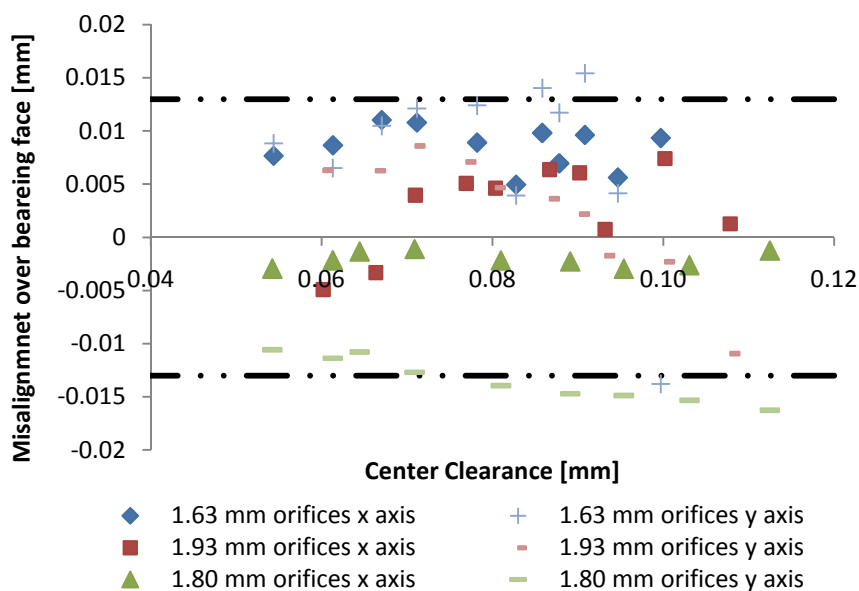 Misalignmnet over beareing face [mm]
0.02
0.015
0.01
0.005
0
-0.005
-0.01
-0.015
-0.02
0.04 0.06 0.08 0.10 0.12
Center Clearance [mm]
1.63 mm orifices x axis 1.63 mm orifices y axis
1.93 mm orifices x axis 1.93 mm orifices y axis
1.80 mm orifices x axis 1.80 mm orifices y axis